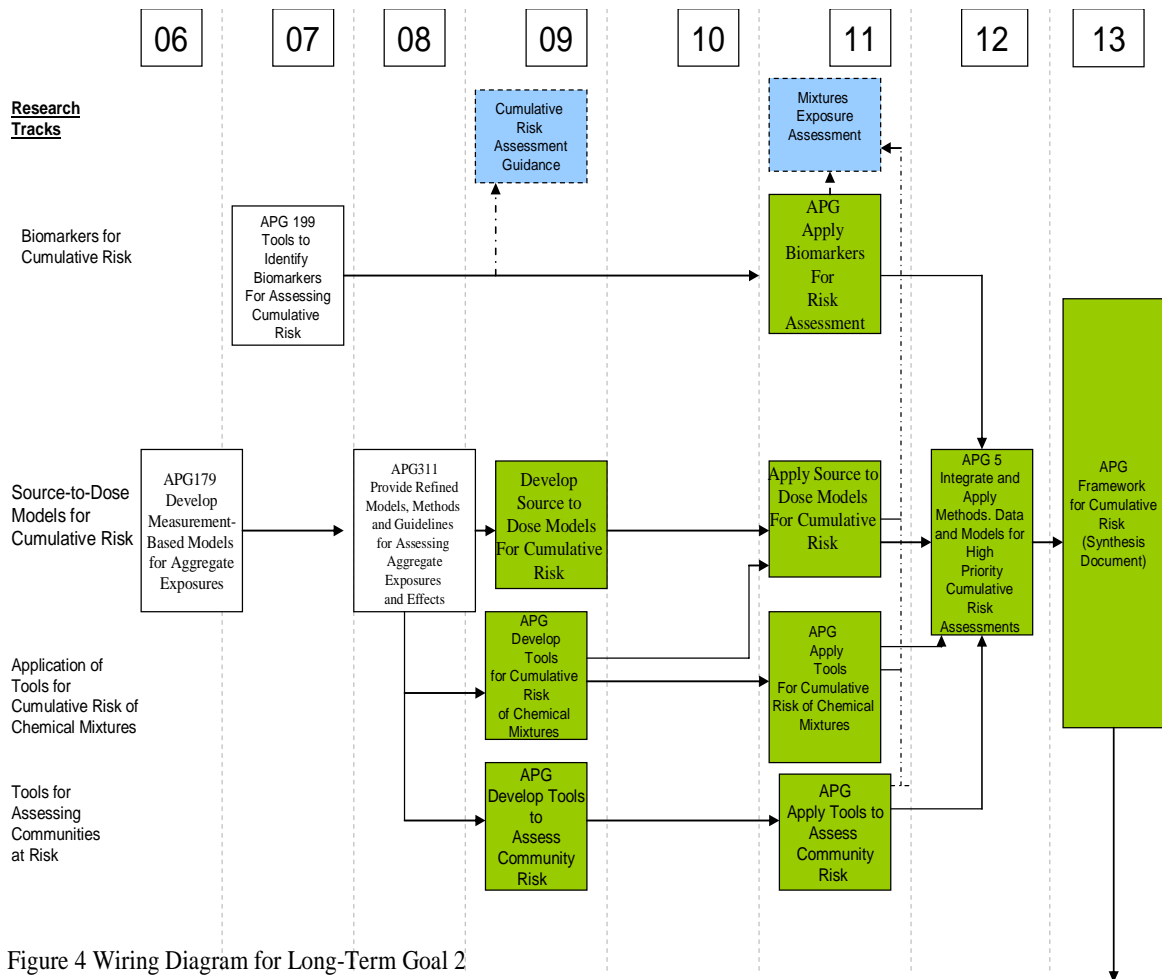 06
07
08
09
10
11
12
13
Research
Tracks
Cumulative
Risk
Assessment
Guidance
Mixtures
Exposure
Assessment
Biomarkers for
Cumulative Risk
APG 199
Tools to
Identify
Biomarkers
For Assessing
Cumulative
Risk
APG
Apply
Biomarkers
For
Risk
Assessment
Source-to-Dose
Models for
Cumulative Risk
APG179
Develop
Measurement-
Based Models
for Aggregate
Exposures
APG311
Provide Refined
Models, Methods
and Guidelines
for Assessing
Aggregate
Exposures
and Effects
Develop
Source to
Dose Models
For Cumulative
Risk
Apply Source to
Dose Models
For Cumulative
Risk
APG 5
Integrate and
Apply
Methods. Data
and Models for
High
Priority
Cumulative
Risk
Assessments
APG
Framework
for Cumulative
Risk
(Synthesis
Document)
Application of
Tools for
Cumulative Risk of
Chemical Mixtures
APG
Develop
Tools
for Cumulative
Risk
of Chemical
Mixtures
APG
Apply
Tools
For Cumulative
Risk of Chemical
Mixtures
Tools for
Assessing
Communities
at Risk
APG
Develop Tools
to
Assess
Community
Risk
APG
Apply Tools to
Assess
Community
Risk
Figure 4 Wiring Diagram for Long-Term Goal 2